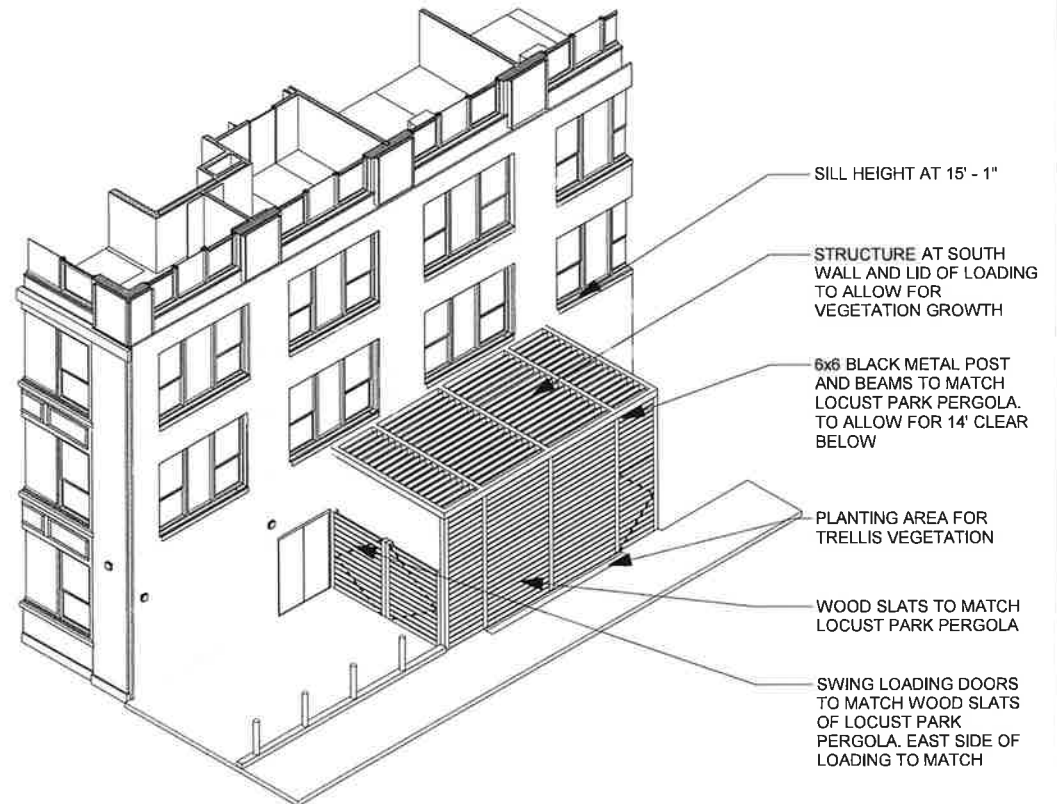 SILL HEIGHT AT 15' - 1"
STRUCTURE AT SOUTH
WALL AND LID OF LOADING
TO ALLOW FOR
VEGETATION GROWTH
6x6 BLACK METAL POST
AND BEAMS TO MATCH
LOCUST PARK PERGOLA.
TO ALLOW FOR 14' CLEAR
BELOW
PLANTING AREA FOR
TRELLIS VEGETATION
WOOD SLATS TO MATCH
LOCUST PARK PERGOLA
SWING LOADING DOORS
TO MATCH WOOD SLATS
OF LOCUST PARK
PERGOLA. EAST SIDE OF
LOADING TO MATCH